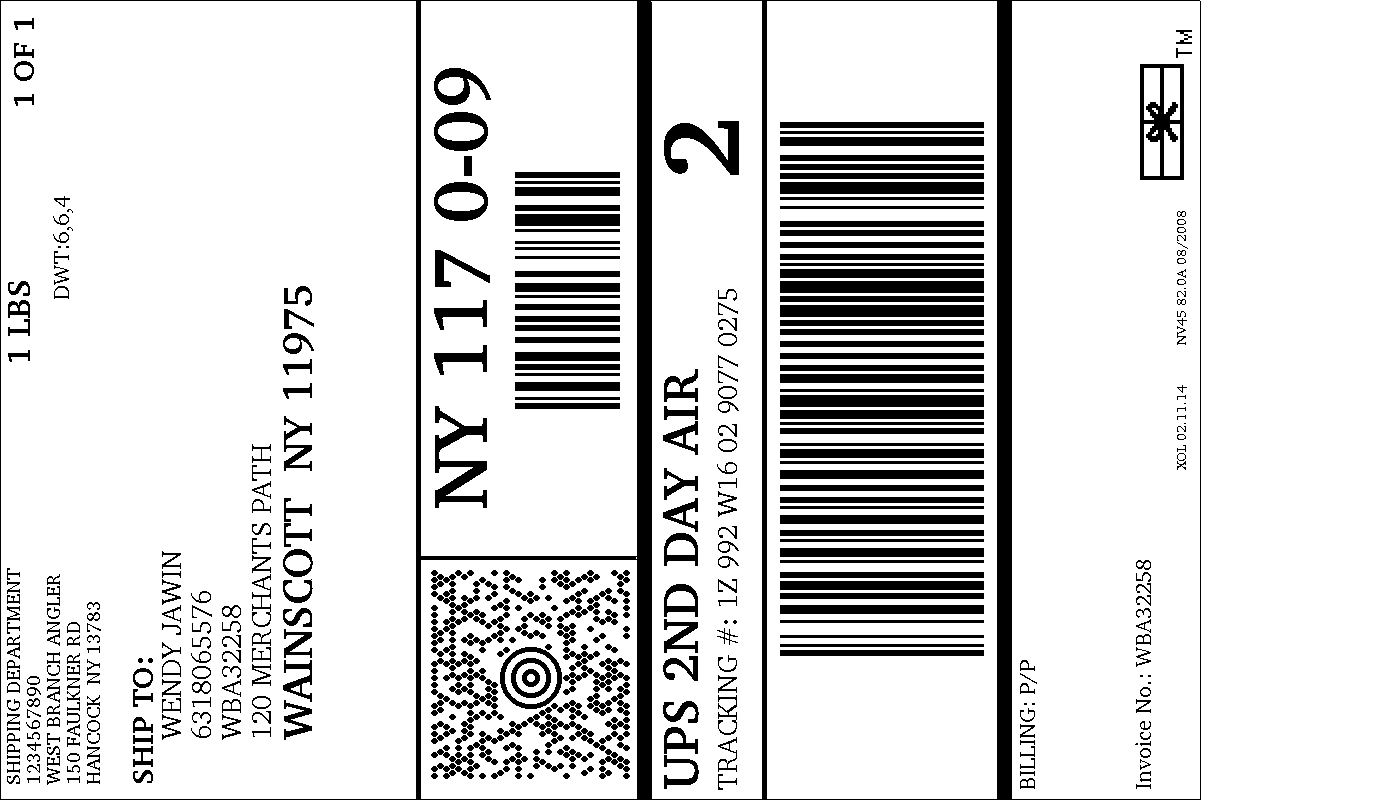 SHIPPING DEPARTMENT
1234567890
WEST BRANCH ANGLER
150 FAULKNER RD
HANCOCK NY 13783
1 LBS
1 OF 1
DWT:6,6,4
SHIP TO:
WENDY JAWIN
6318065576
WBA32258
120 MERCHANTS PATH
WAINSCOTT NY 11975
NY 117 0-09
UPS 2ND DAY AIR
2
TRACKING #: 1Z 992 W16 02 9077 0275
BILLING: P/P
Invoice No.: WBA32258
XOL 02.11.14
NV45 82.0A 08/2008
TM